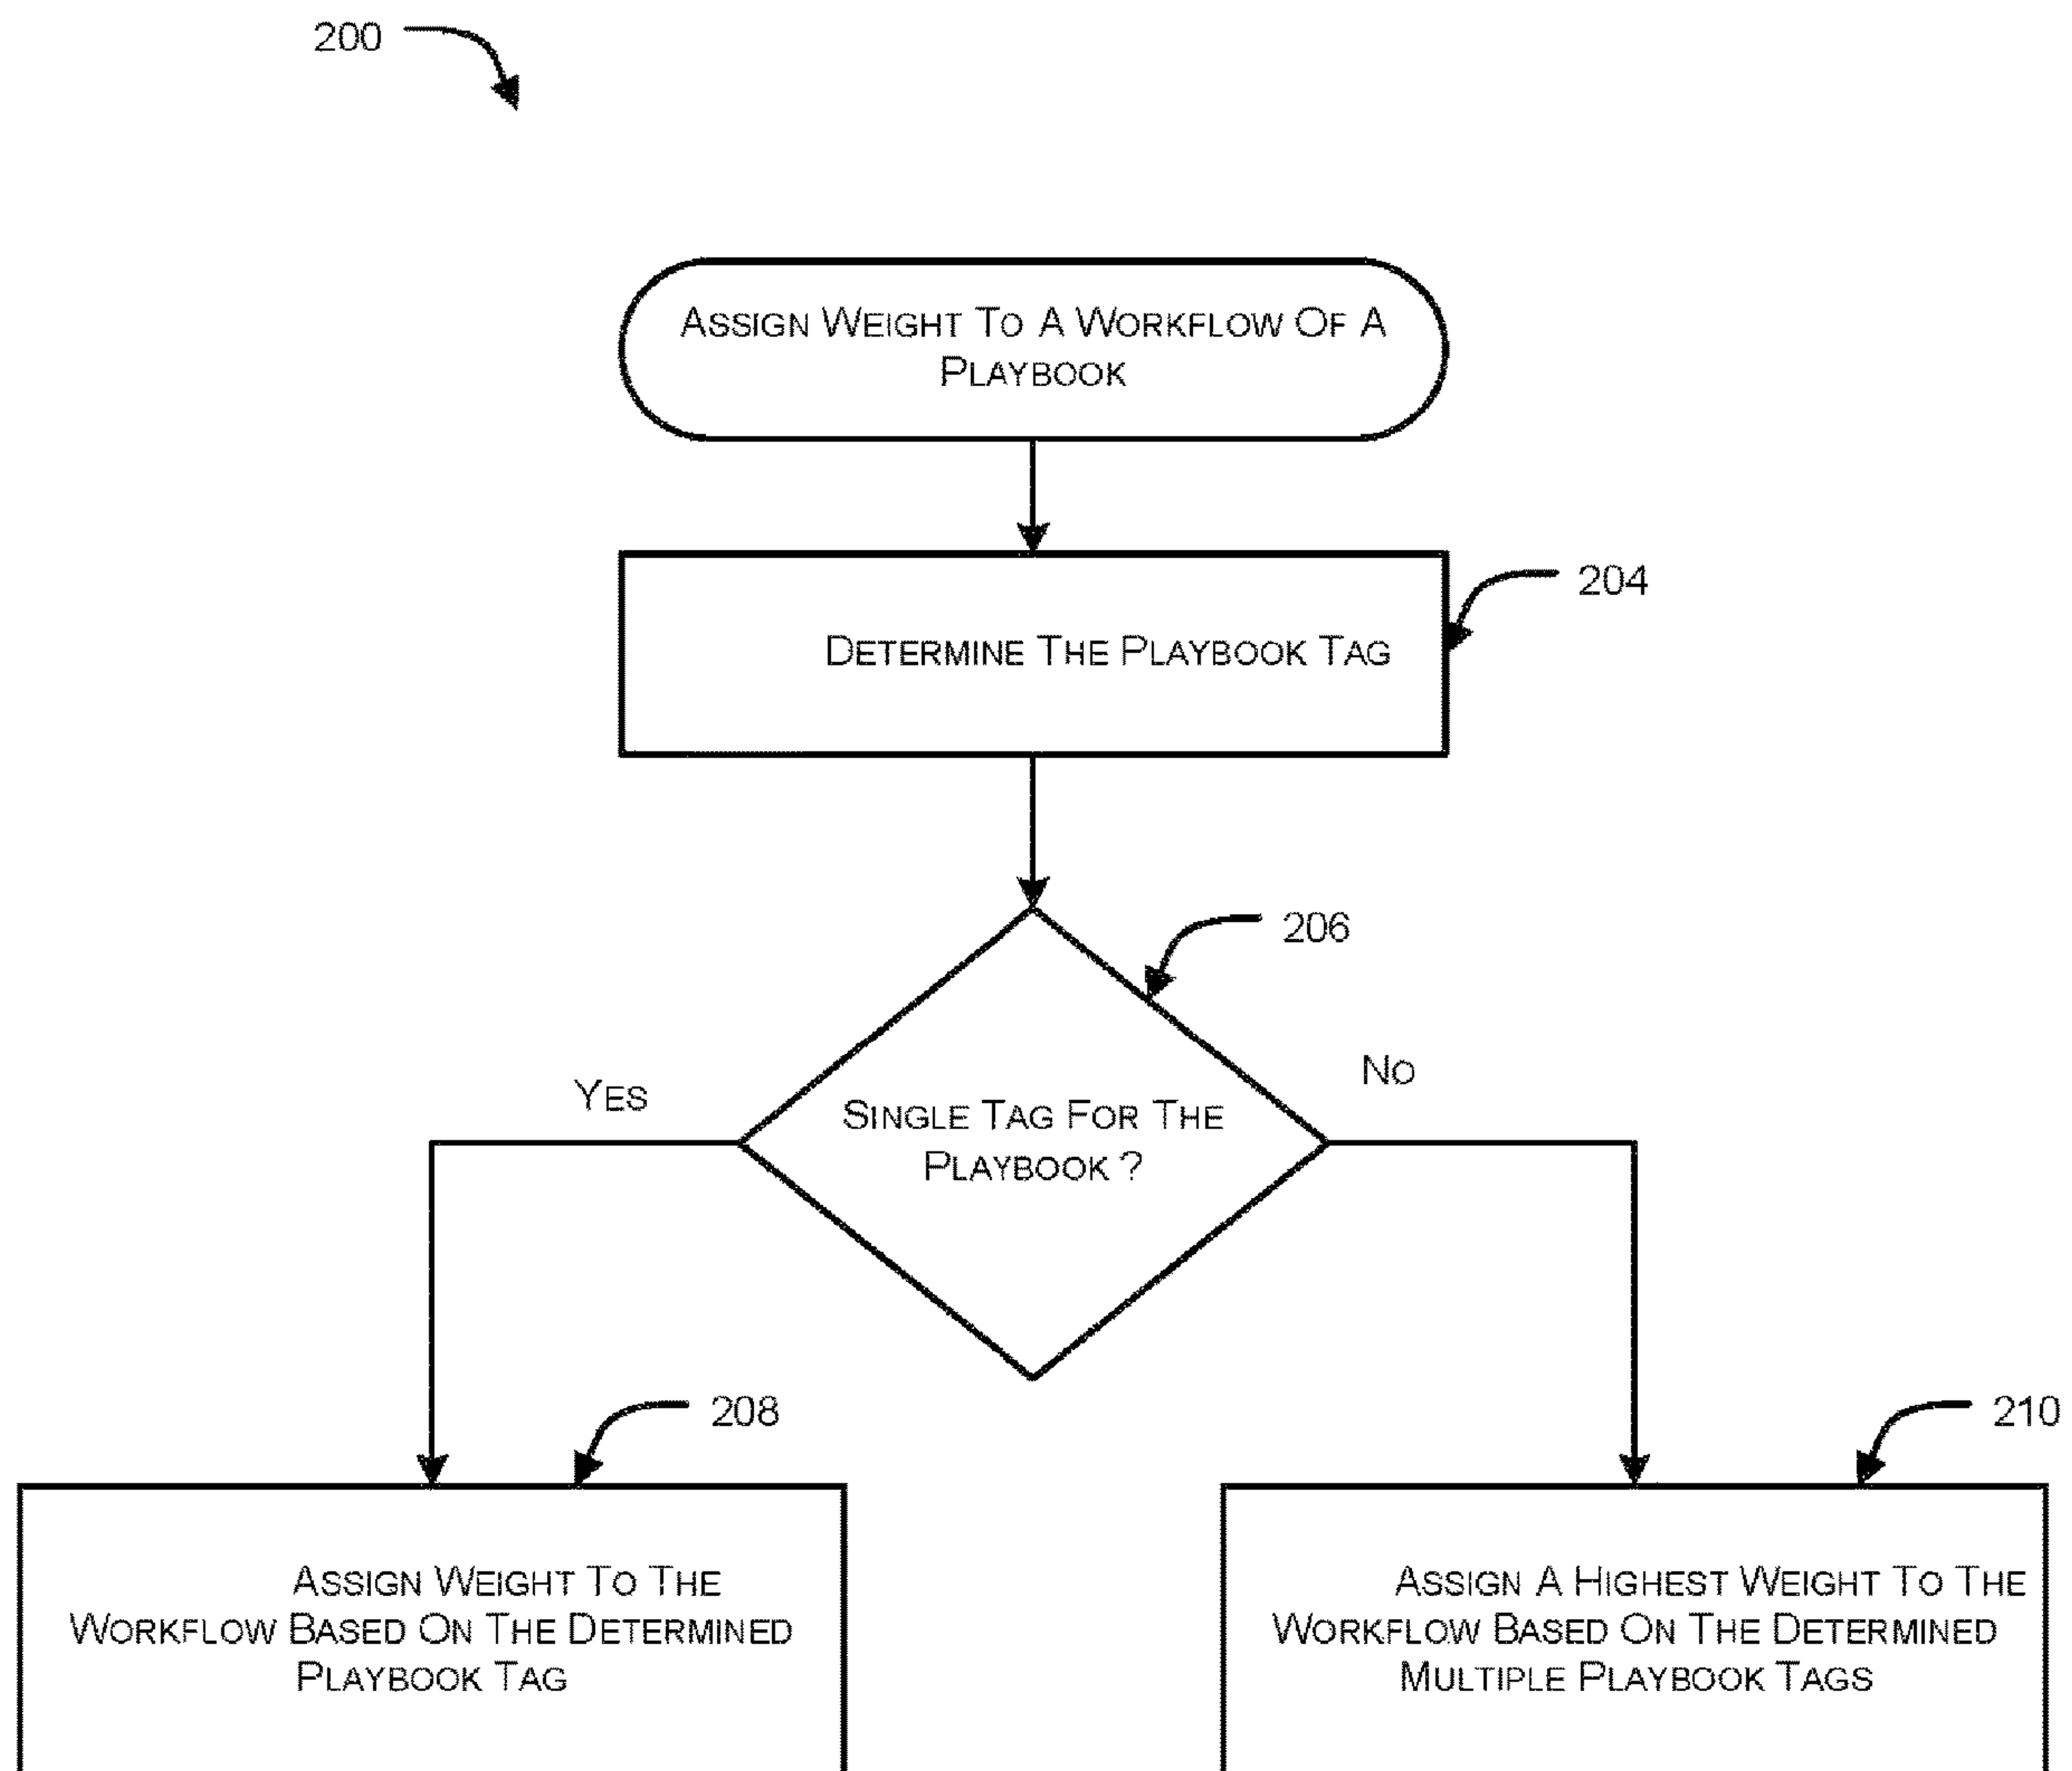 200
ASSIGN WEIGHT TO A WORKFLOW OF A
PLAYBOOK
204
DETERMINE THE PLAYBOOK TAG
206
YES
NO
SINGLE TAG FOR THE
PLAYBOOK ?
208
210
ASSIGN WEIGHT TO THE
WORKFLOW BASED ON THE DETERMINED
PLAYBOOK TAG
ASSIGN A HIGHEST WEIGHT TO THE
WORKFLOW BASED ON THE DETERMINED
MULTIPLE PLAYBOOK TAGS